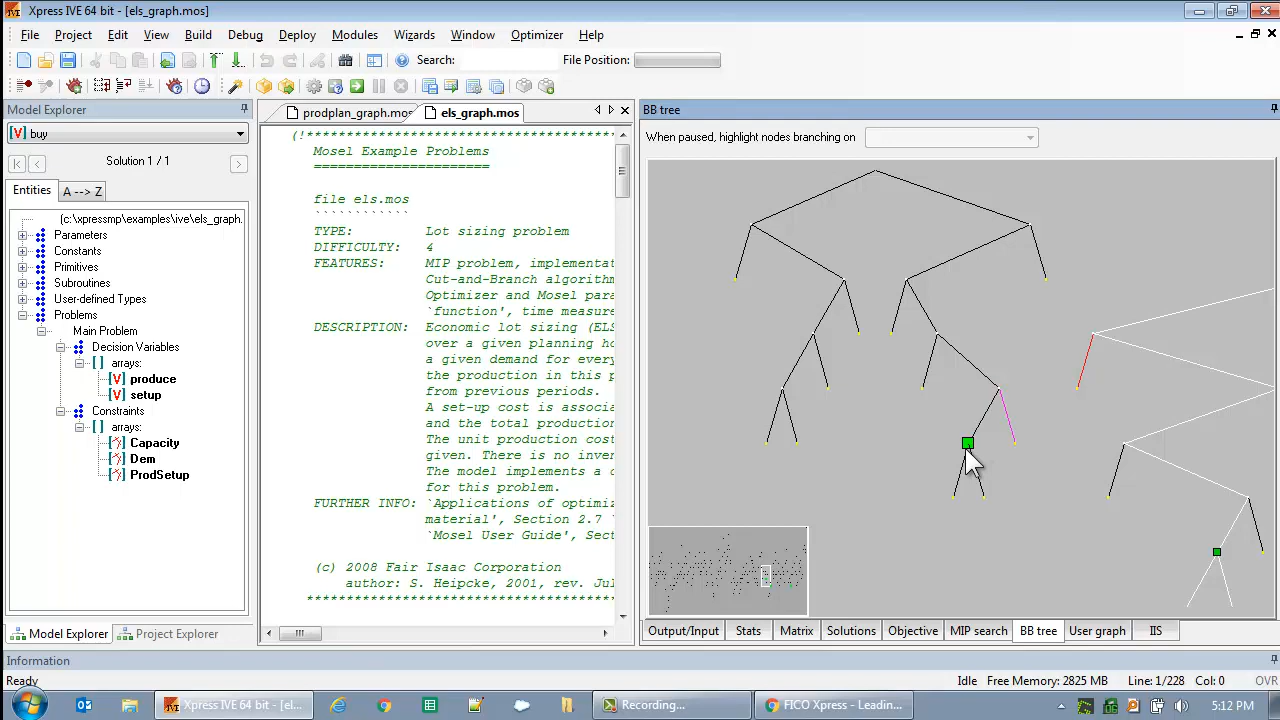 Xpress IVE 64 bit - [els_graph.mos]
File Project Edit View Build Debug Deploy Modules Wizards Window Optimizer Help
Search: File Position:
Model Explorer
buy
Solution 1 / 1
Entities A --> Z
(c:\xpressmp\examples\ive\els_graph.
Parameters
Constants
Primitives
Subroutines
User-defined Types
Problems
Main Problem
Decision Variables
arrays:
produce
setup
Constraints
arrays:
Capacity
Dem
ProdSetup
Model Explorer Project Explorer
prodplan_graph.mos els_graph.mos
(!****************************************
Mosel Example Problems
======================
file els.mos
````````````
TYPE: Lot sizing problem
DIFFICULTY: 4
FEATURES: MIP problem, implementat
Cut-and-Branch algorithm
Optimizer and Mosel para
`function', time measure
DESCRIPTION: Economic lot sizing (ELS
over a given planning ho
a given demand for every
the production in this p
from previous periods.
A set-up cost is associa
and the total production
The unit production cost
given. There is no inven
The model implements a c
for this problem.
FURTHER INFO: `Applications of optimiz
material', Section 2.7 `
`Mosel User Guide', Sect
(c) 2008 Fair Isaac Corporation
author: S. Heipcke, 2001, rev. Jul
****************************************
BB tree
When paused, highlight nodes branching on
Output/Input Stats Matrix Solutions Objective MIP search BB tree User graph IIS
Information
Ready Idle Free Memory: 2825 MB Line: 1/228 Col: 0 OVR
Xpress IVE 64 bit - [el... Recording... FICO Xpress - Leadin... 5:12 PM